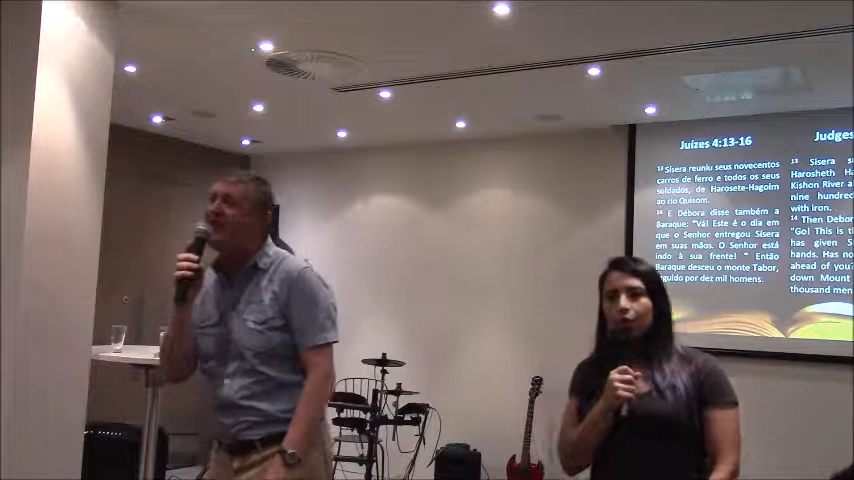 Juízes 4:13-16
13 Sísera reuniu seus novecentos
carros de ferro e todos os seus
soldados, de Harosete-Hagoim
ao rio Quisom.
14 E Débora disse também a
Baraque: "Vá! Este é o dia em
que o Senhor entregou Sísera
em suas mãos. O Senhor está
indo à sua frente! " Então
Baraque desceu o monte Tabor,
seguido por dez mil homens.
Judges
13 Sisera
Harosheth
Kishon River
nine hundred
with iron.
14 Then Debor
"Go! This is
has given
hands. Has
ahead of you
down Mount
thousand men